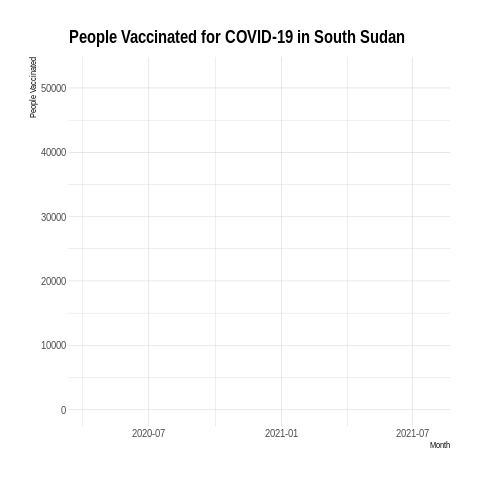 People Vaccinated for COVID-19 in South Sudan
People Vaccinated
50000
40000
30000
20000
10000
0
2020-07 2021-01 2021-07
Month